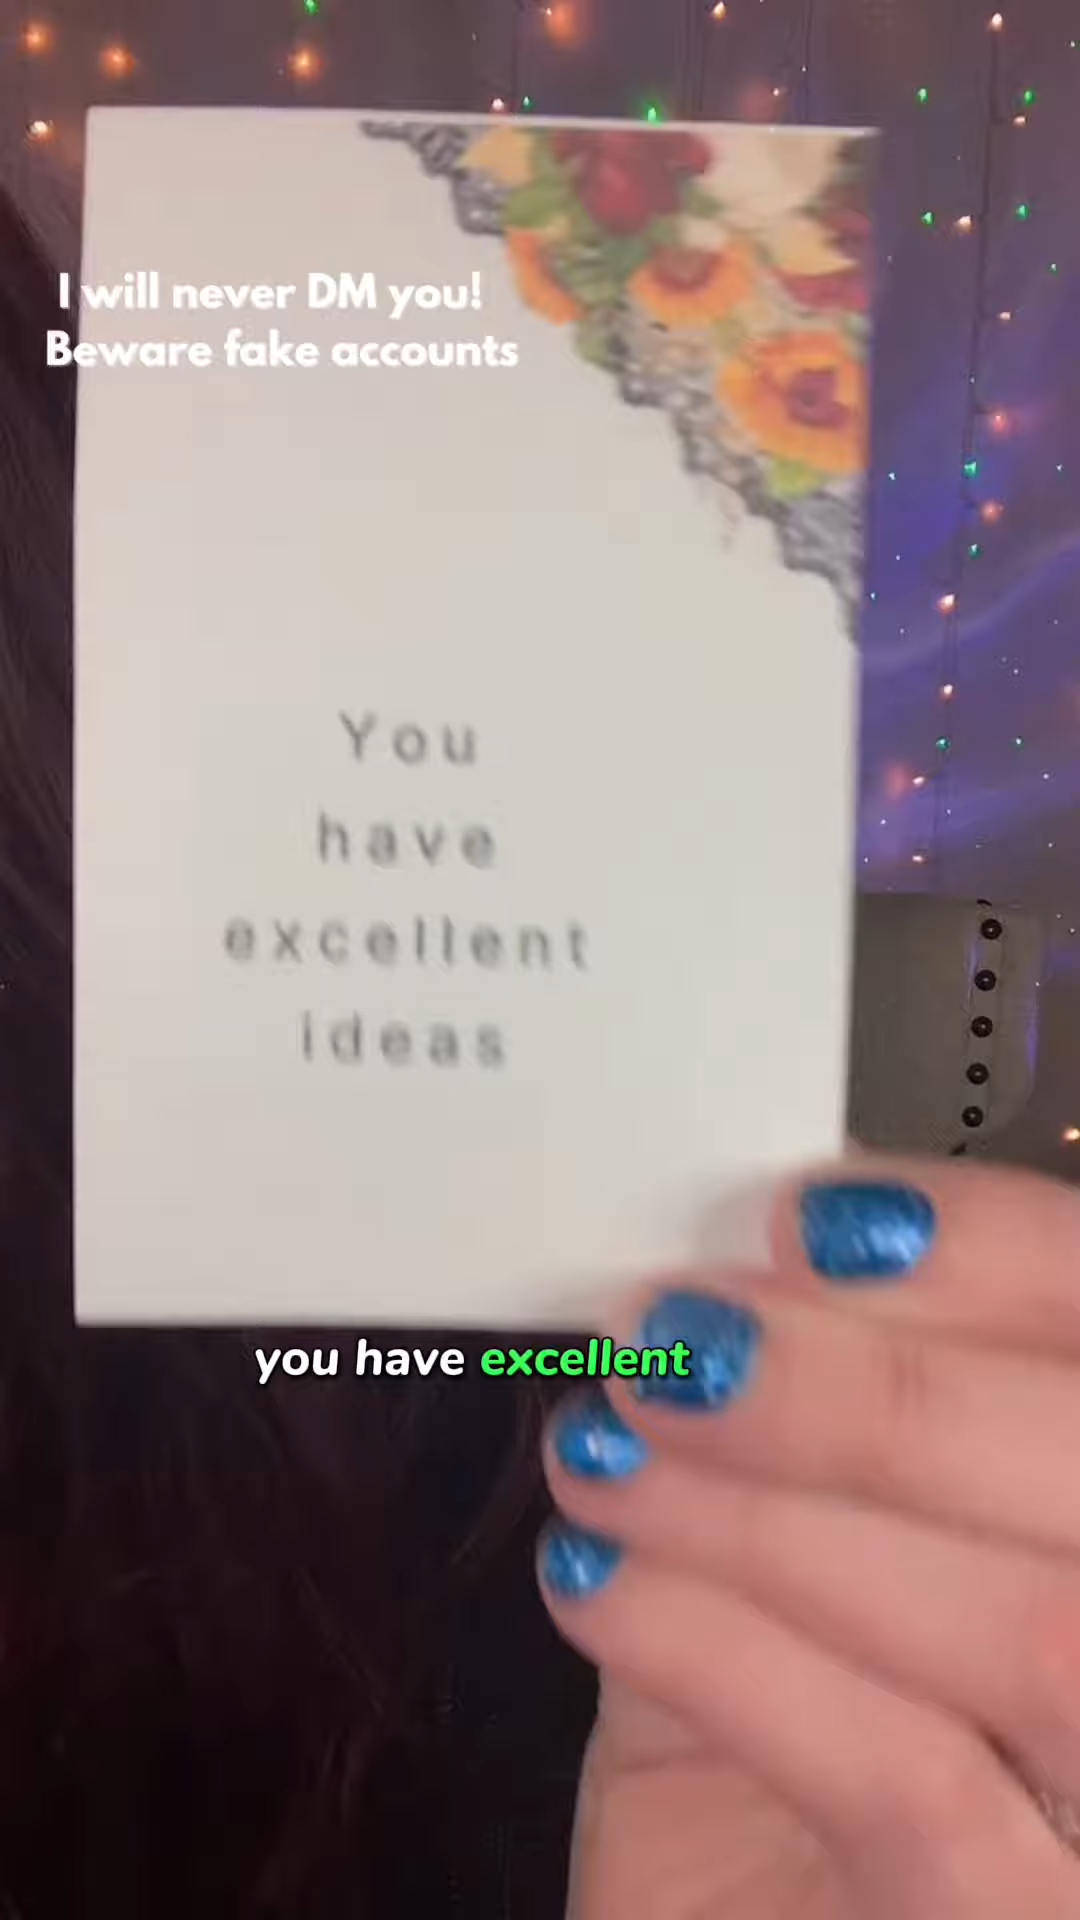 I will never DM you!
Beware fake accounts
You
have
excellent
ideas
you have excellent